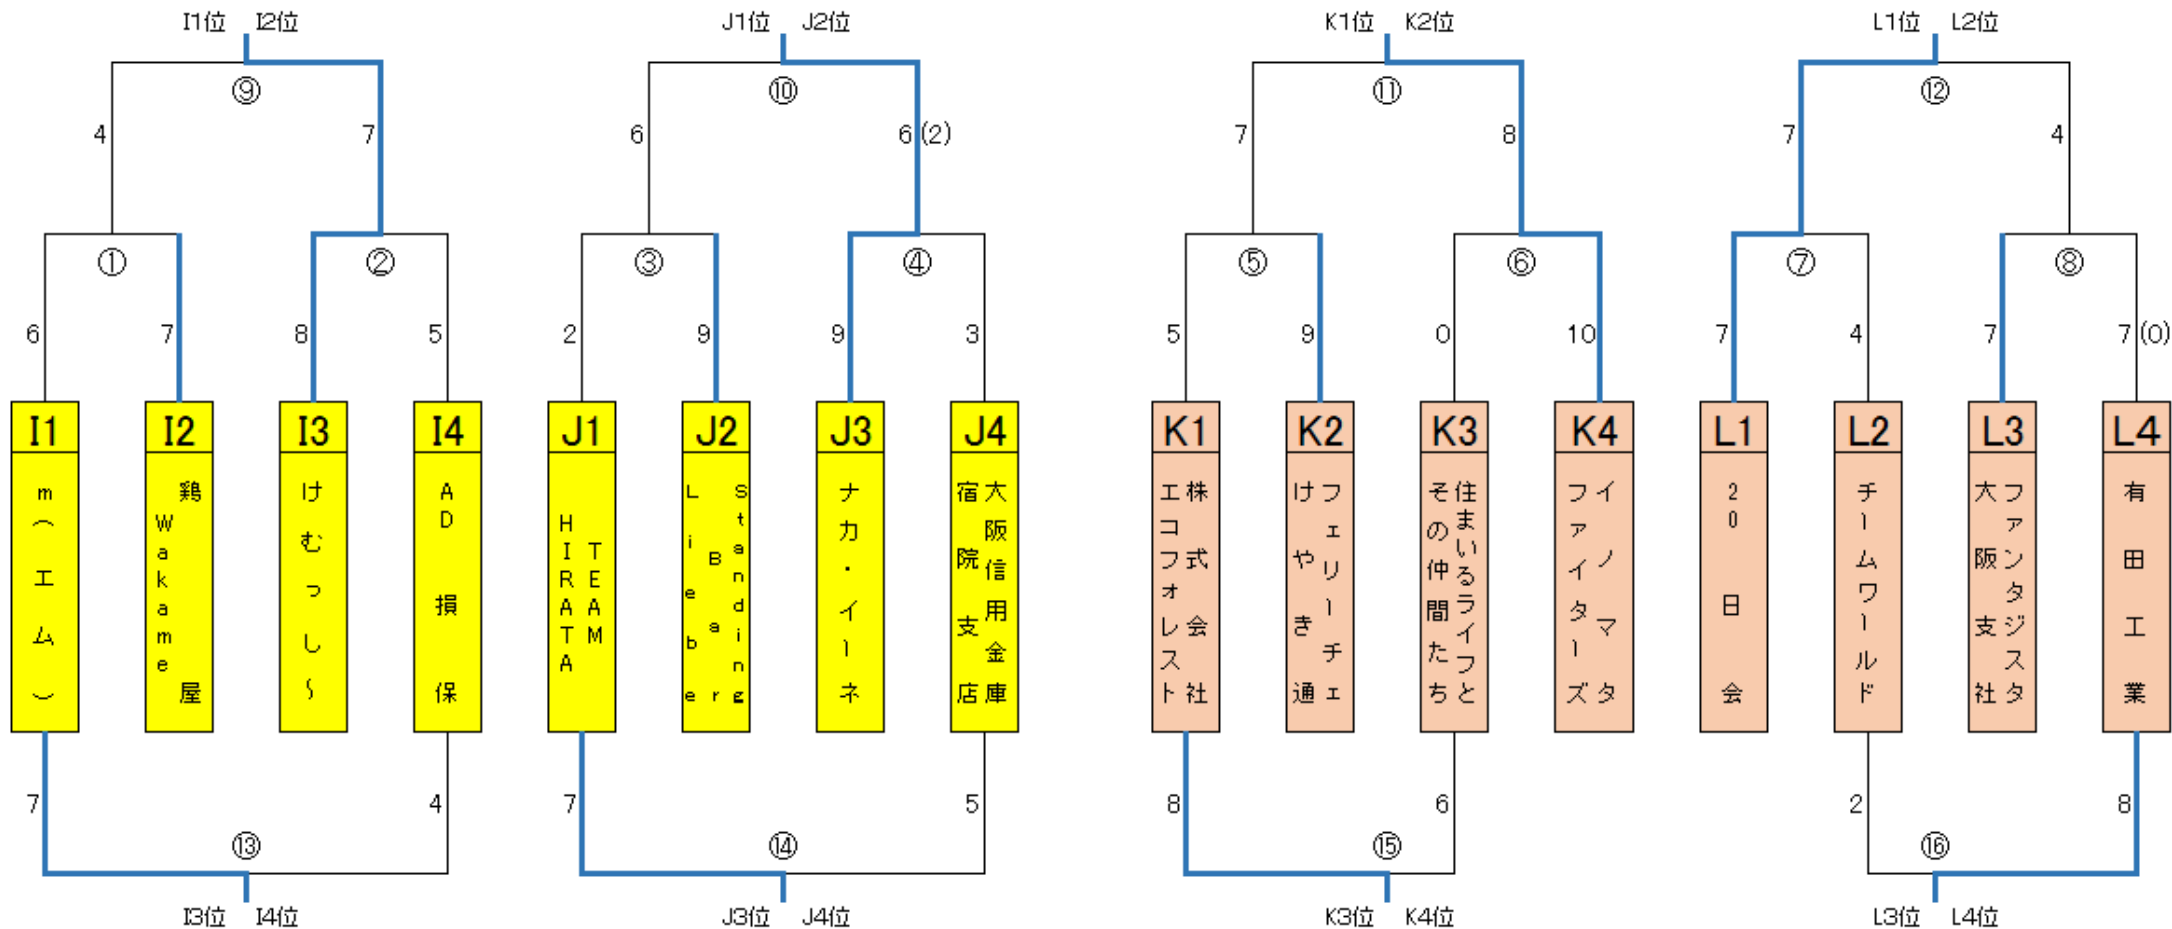 I1位 I2位 J1位 J2位 K1位 K2位 L1位 L2位
⑨ ⑩ ⑪ ⑫
4 7 6 6(2) 7 8 7 4
① ② ③ ④ ⑤ ⑥ ⑦ ⑧
6 7 8 5 2 9 9 3 5 9 0 10 7 4 7 7(0)
I1 I2 I3 I4 J1 J2 J3 J4 K1 K2 K3 K4 L1 L2 L3 L4
m(エム)
鶏屋
Wakame
けむっし~
AD損保
TEAM
HIRATA
Standing
Bar
Lieber
ナカ・イーネ
大阪信用金庫
宿院支店
株式会社
エコフォレスト
フェリーチェ
けやき通
住まいるライフと
その仲間たち
イノマタ
ファイターズ
20日会
チームワールド
ファンタジスタ
大阪支社
有田工業
7 4 7 5 8 6 2 8
⑬ ⑭ ⑮ ⑯
I3位 I4位 J3位 J4位 K3位 K4位 L3位 L4位